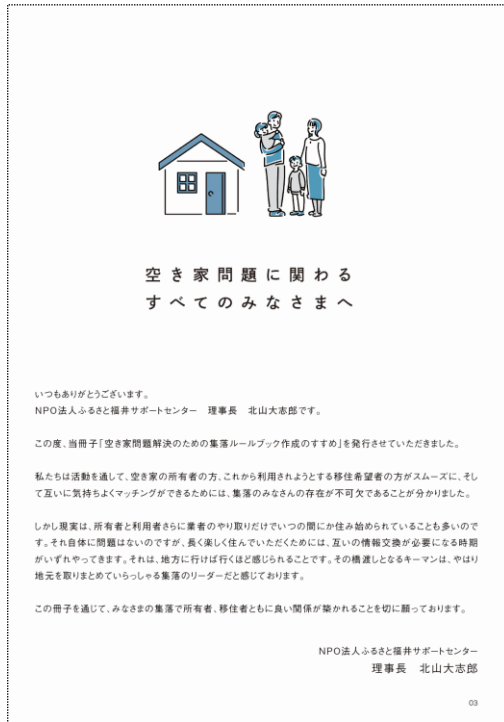 空き家問題に関わる
すべてのみなさまへ
いつもありがとうございます。
NPO法人ふるさと福井サポートセンター　理事長　北山大志郎です。
この度、当冊子「空き家問題解決のための集落ルールブック作成のすすめ」を発行させていただきました。
私たちは活動を通して、空き家の所有者の方、これから利用されようとする移住希望者の方がスムーズに、そし
て互いに気持ちよくマッチングができるためには、集落のみなさんの存在が不可欠であることが分かりました。
しかし現実は、所有者と利用者さらに業者のやり取りだけでいつの間にか住み始められていることも多いので
す。それ自体に問題はないのですが、長く楽しく住んでいただくためには、互いの情報交換が必要になる時期
がいずれやってきます。それは、地方に行けば行くほど感じられることです。その橋渡しとなるキーマンは、やはり
地元を取りまとめていらっしゃる集落のリーダーだと感じております。
この冊子を通じて、みなさまの集落で所有者、移住者ともに良い関係が築かれることを切に願っております。
NPO法人ふるさと福井サポートセンター
理事長　北山大志郎
03